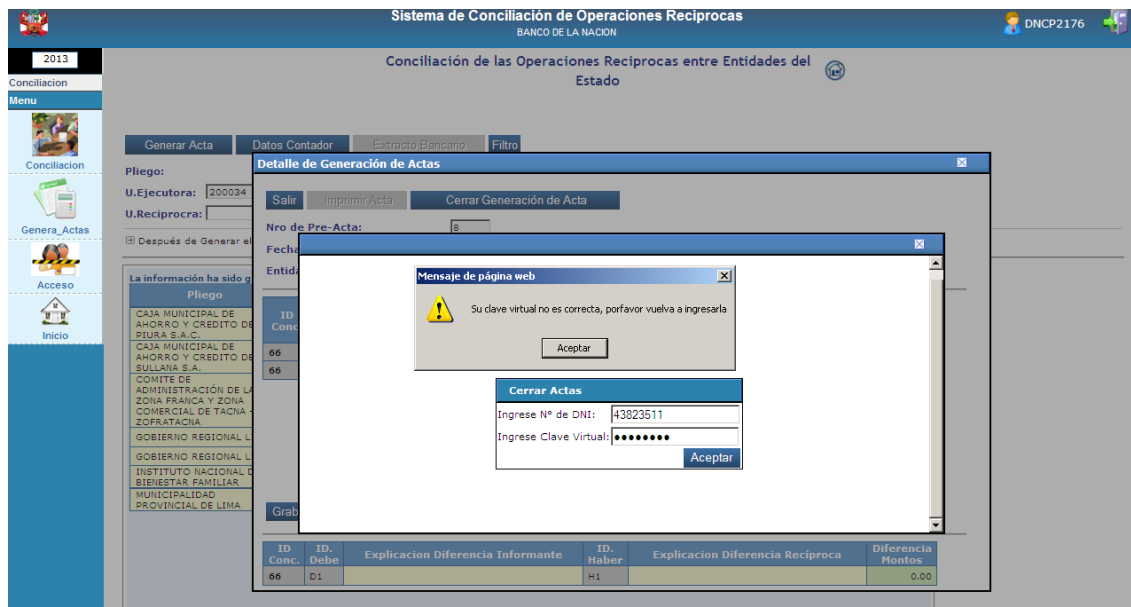 Sistema de Conciliación de Operaciones Reciprocas
BANCO DE LA NACION
DNCP2176
2013
Conciliacion
Menu
Conciliacion
Genera_Actas
Acceso
Inicio
Conciliación de las Operaciones Reciprocas entre Entidades del
Estado
Generar Acta
Datos Contador
Extracto Bancario
Filtro
Pliego:
U.Ejecutora: 200034
U.Reciprocra:
Después de Generar el
La información ha sido g
Pliego
CAJA MUNICIPAL DE
AHORRO Y CREDITO DE
PIURA S.A.C.
CAJA MUNICIPAL DE
AHORRO Y CREDITO DE
SULLANA S.A.
COMITE DE
ADMINISTRACIÓN DE LA
ZONA FRANCA Y ZONA
COMERCIAL DE TACNA -
ZOFRATACNA
GOBIERNO REGIONAL L
GOBIERNO REGIONAL L
INSTITUTO NACIONAL D
BIENESTAR FAMILIAR
MUNICIPALIDAD
PROVINCIAL DE LIMA
Detalle de Generación de Actas
Salir
Imprimir Acta
Cerrar Generación de Acta
Nro de Pre-Acta: 8
Fecha
Entida
ID
Conc
66
66
Mensaje de página web
Su clave virtual no es correcta, porfavor vuelva a ingresarla
Aceptar
Cerrar Actas
Ingrese Nº de DNI: 43823511
Ingrese Clave Virtual: ●●●●●●●●
Aceptar
Grab
ID Conc. ID. Debe Explicacion Diferencia Informante ID. Haber Explicacion Diferencia Recíproca Diferencia Montos
66 D1 H1 0.00